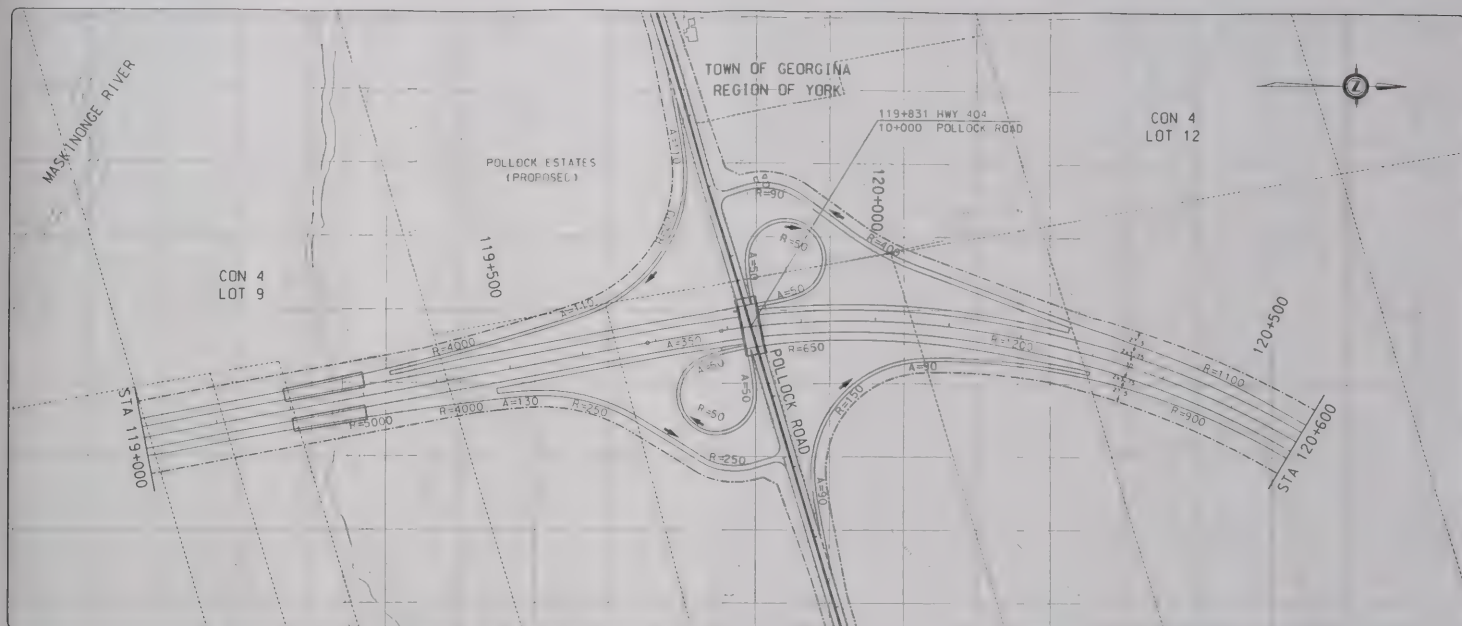 MASKINONGE RIVER
TOWN OF GEORGINA
REGION OF YORK
119+831 HWY 404
10+000 POLLOCK ROAD
CON 4
LOT 12
Z
POLLOCK ESTATES
(PROPOSED)
CON 4
LOT 9
119+500
120+000
120+500
A=110
R=90
R=50
A=50
A=50
R=400
A=110
R=4000
A=350
R=650
R=1200
R=1100
R=900
A=50
A=50
R=50
R=4000
R=5000
A=130
R=250
R=250
POLLOCK ROAD
A=90
R=150
A=90
STA 119+000
STA 120+600